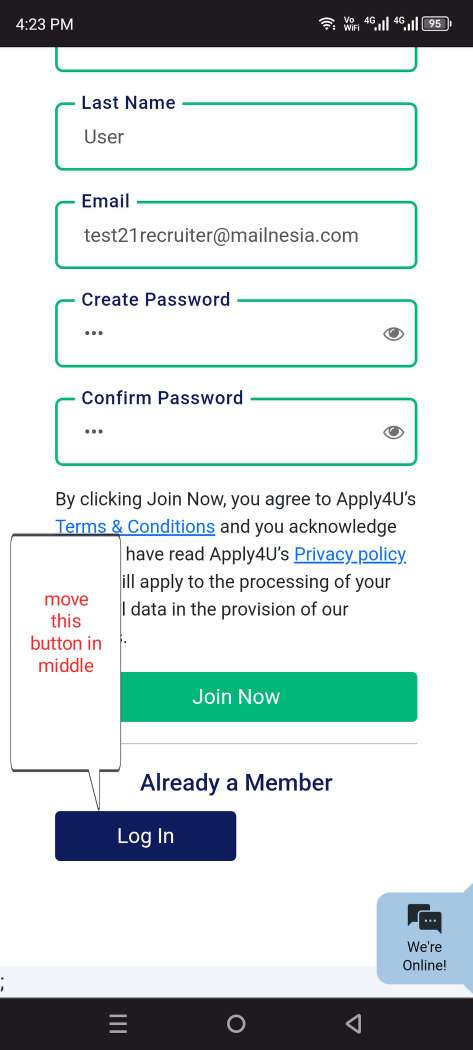 4:23 PM
Vo
WiFi
4G
4G
95
Last Name
User
Email
test21recruiter@mailnesia.com
Create Password
•••
Confirm Password
•••
By clicking Join Now, you agree to Apply4U's
Terms & Conditions and you acknowledge
have read Apply4U's Privacy policy
ill apply to the processing of your
l data in the provision of our
.
move
this
button in
middle
Join Now
Already a Member
Log In
We're
Online!
;